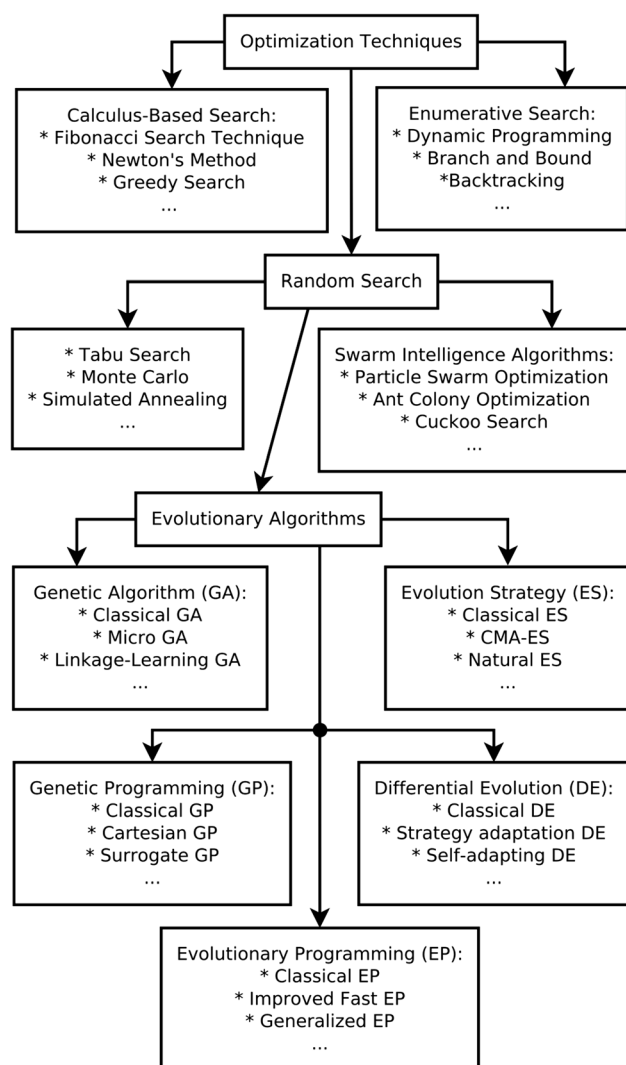 Optimization Techniques
Calculus-Based Search:
* Fibonacci Search Technique
* Newton's Method
* Greedy Search
...
Enumerative Search:
* Dynamic Programming
* Branch and Bound
*Backtracking
...
Random Search
* Tabu Search
* Monte Carlo
* Simulated Annealing
...
Swarm Intelligence Algorithms:
* Particle Swarm Optimization
* Ant Colony Optimization
* Cuckoo Search
...
Evolutionary Algorithms
Genetic Algorithm (GA):
* Classical GA
* Micro GA
* Linkage-Learning GA
...
Evolution Strategy (ES):
* Classical ES
* CMA-ES
* Natural ES
...
Genetic Programming (GP):
* Classical GP
* Cartesian GP
* Surrogate GP
...
Differential Evolution (DE):
* Classical DE
* Strategy adaptation DE
* Self-adapting DE
...
Evolutionary Programming (EP):
* Classical EP
* Improved Fast EP
* Generalized EP
...